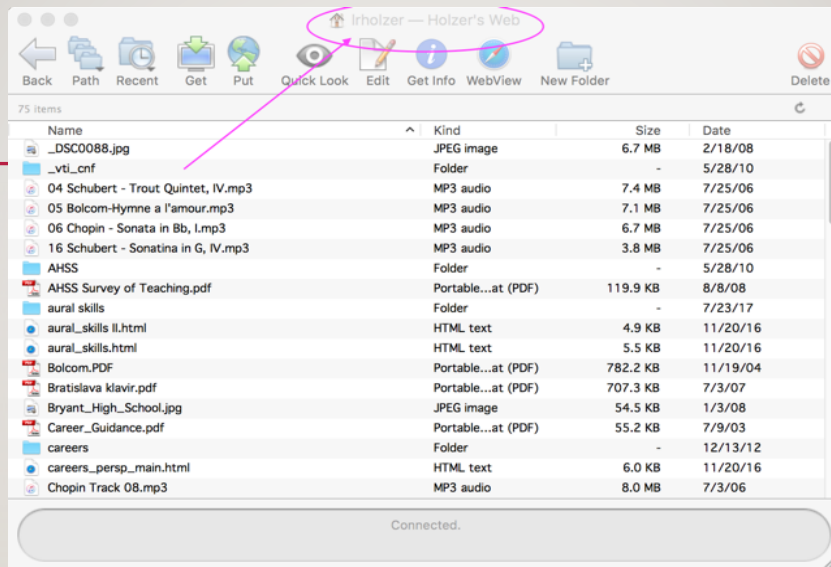 lrholzer — Holzer's Web
Back Path Recent Get Put Quick Look Edit Get Info WebView New Folder Delete
75 items
Name Kind Size Date
_DSC0088.jpg JPEG image 6.7 MB 2/18/08
_vti_cnf Folder - 5/28/10
04 Schubert - Trout Quintet, IV.mp3 MP3 audio 7.4 MB 7/25/06
05 Bolcom-Hymne a l'amour.mp3 MP3 audio 7.1 MB 7/25/06
06 Chopin - Sonata in Bb, I.mp3 MP3 audio 6.7 MB 7/25/06
16 Schubert - Sonatina in G, IV.mp3 MP3 audio 3.8 MB 7/25/06
AHSS Folder - 5/28/10
AHSS Survey of Teaching.pdf Portable...at (PDF) 119.9 KB 8/8/08
aural skills Folder - 7/23/17
aural_skills II.html HTML text 4.9 KB 11/20/16
aural_skills.html HTML text 5.5 KB 11/20/16
Bolcom.PDF Portable...at (PDF) 782.2 KB 11/19/04
Bratislava klavir.pdf Portable...at (PDF) 707.3 KB 7/3/07
Bryant_High_School.jpg JPEG image 54.5 KB 1/3/08
Career_Guidance.pdf Portable...at (PDF) 55.2 KB 7/9/03
careers Folder - 12/13/12
careers_persp_main.html HTML text 6.0 KB 11/20/16
Chopin Track 08.mp3 MP3 audio 8.0 MB 7/3/06
Connected.